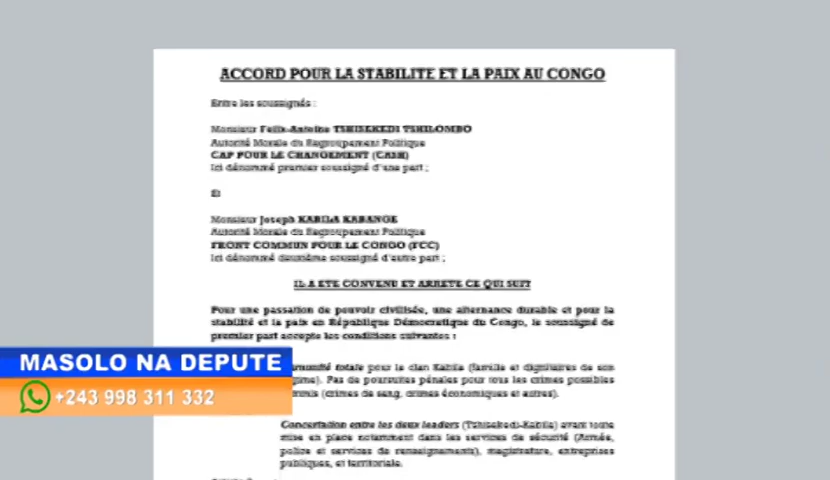 ACCORD POUR LA STABILITE ET LA PAIX AU CONGO
Entre les soussignés :
Monsieur Felix-Antoine TSHISEKEDI TSHILOMBO
Autorité Morale du Regroupement Politique
CAP POUR LE CHANGEMENT (CASH)
Ici dénommé premier soussigné d'une part ;
Et
Monsieur Joseph KABILA KABANGE
Autorité Morale du Regroupement Politique
FRONT COMMUN POUR LE CONGO (FCC)
Ici dénommé deuxième soussigné d'autre part ;
IL A ETE CONVENU ET ARRETE CE QUI SUIT
Pour une passation de pouvoir civilisée, une alternance durable et pour la
stabilité et la paix en République Démocratique du Congo, le soussigné de
premier part accepte les conditions suivantes :
totale pour le clan Kabila (famille et dignitaires de son
Pas de poursuites pénales pour tous les crimes possibles
(crimes de sang, crimes économiques et autres).
Concertation entre les deux leaders (Tshisekedi-Kabila) avant toute
mise en place notamment dans les services de sécurité (Armée,
police et services de renseignements), magistrature, entreprises
publiques, et territoriale.
MASOLO NA DEPUTE
+243 998 311 332